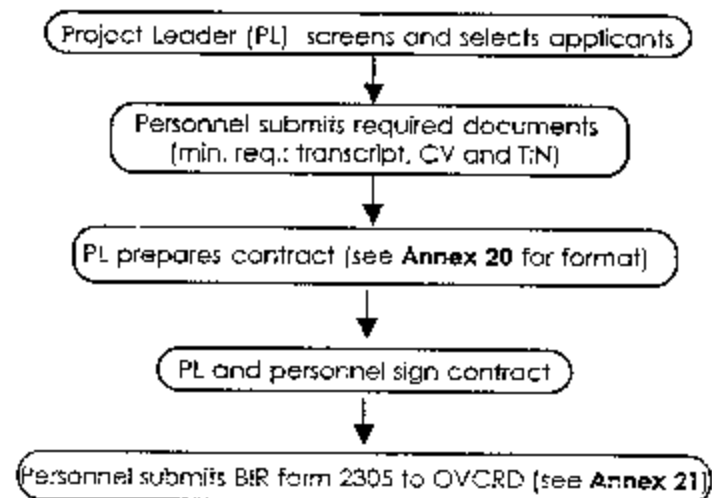 Project Leader (PL) screens and selects applicants
Personnel submits required documents
(min. req.: transcript, CV and TIN)
PL prepares contract (see Annex 20 for format)
PL and personnel sign contract
Personnel submits BIR form 2305 to OVCRD (see Annex 21)